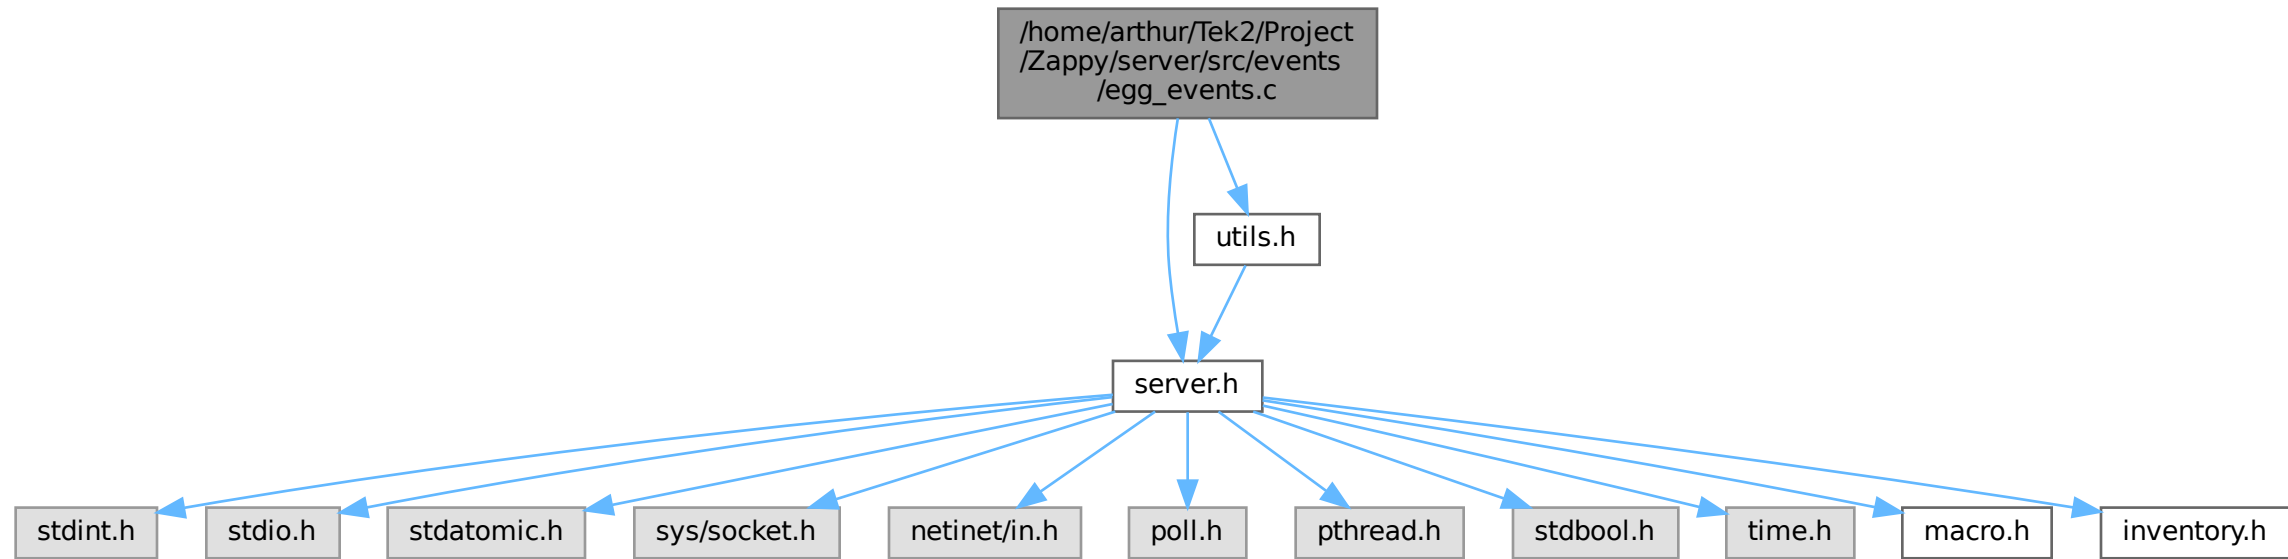 /home/arthur/Tek2/Project
/Zappy/server/src/events
/egg_events.c
utils.h
server.h
stdint.h
stdio.h
stdatomic.h
sys/socket.h
netinet/in.h
poll.h
pthread.h
stdbool.h
time.h
macro.h
inventory.h